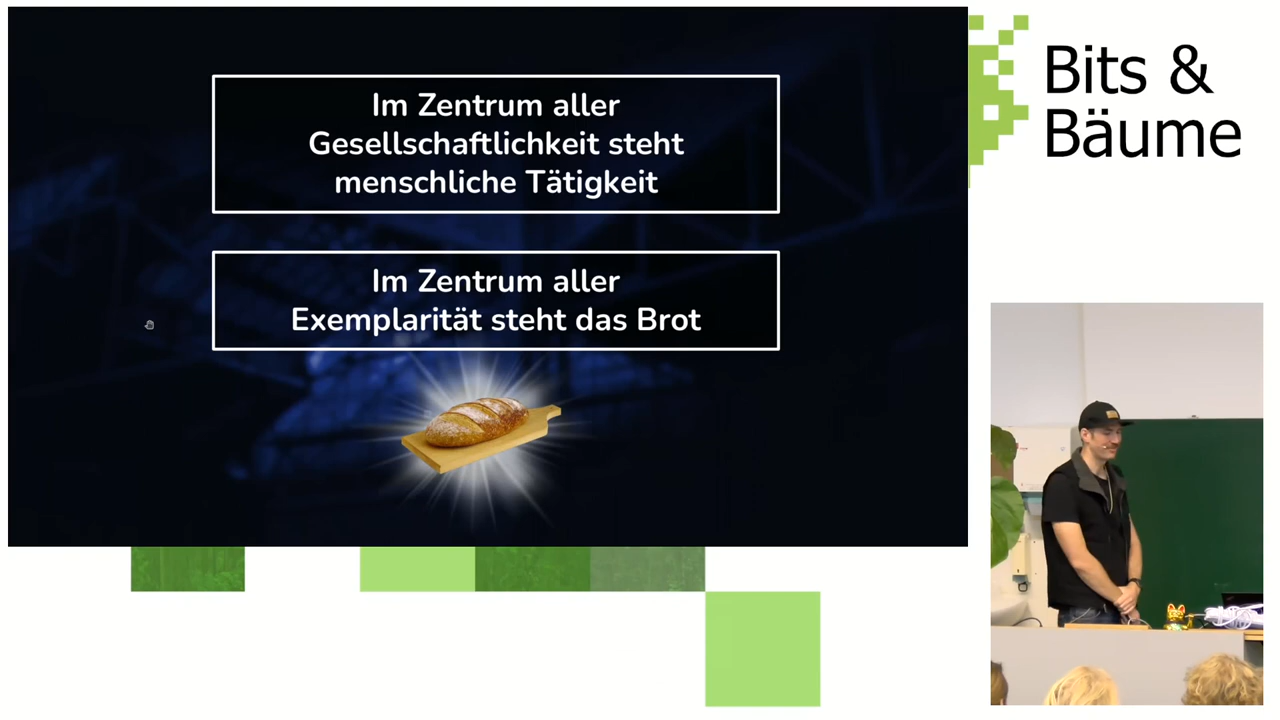 Im Zentrum aller
Gesellschaftlichkeit steht
menschliche Tätigkeit
Im Zentrum aller
Exemplarität steht das Brot
Bits &
Bäume